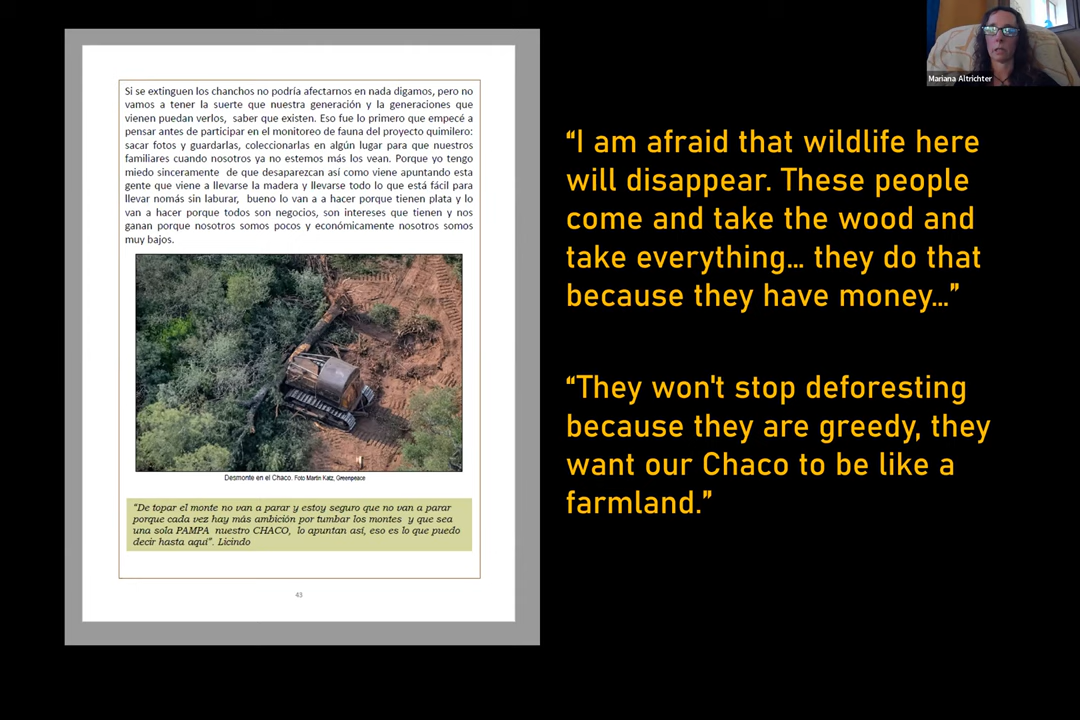 Si se extinguen los chanchos no podría afectarnos en nada digamos, pero no
vamos a tener la suerte que nuestra generación y la generaciones que
vienen puedan verlos, saber que existen. Eso fue lo primero que empecé a
pensar antes de participar en el monitoreo de fauna del proyecto quimilero:
sacar fotos y guardarlas, coleccionarlas en algún lugar para que nuestros
familiares cuando nosotros ya no estemos más los vean. Porque yo tengo
miedo sinceramente de que desaparezcan así como viene apuntando esta
gente que viene a llevarse la madera y llevarse todo lo que está fácil para
llevar nomás sin laburar, bueno lo van a a hacer porque tienen plata y lo
van a hacer porque todos son negocios, son intereses que tienen y nos
ganan porque nosotros somos pocos y económicamente nosotros somos
muy bajos.
Desmonte en el Chaco. Foto Martin Katz, Greenpeace
“De topar el monte no van a parar y estoy seguro que no van a parar
porque cada vez hay más ambición por tumbar los montes y que sea
una sola PAMPA nuestro CHACO, lo apuntan así, eso es lo que puedo
decir hasta aquí”. Licindo
43
“I am afraid that wildlife here
will disappear. These people
come and take the wood and
take everything... they do that
because they have money...”
“They won't stop deforesting
because they are greedy, they
want our Chaco to be like a
farmland.”
Mariana Altrichter